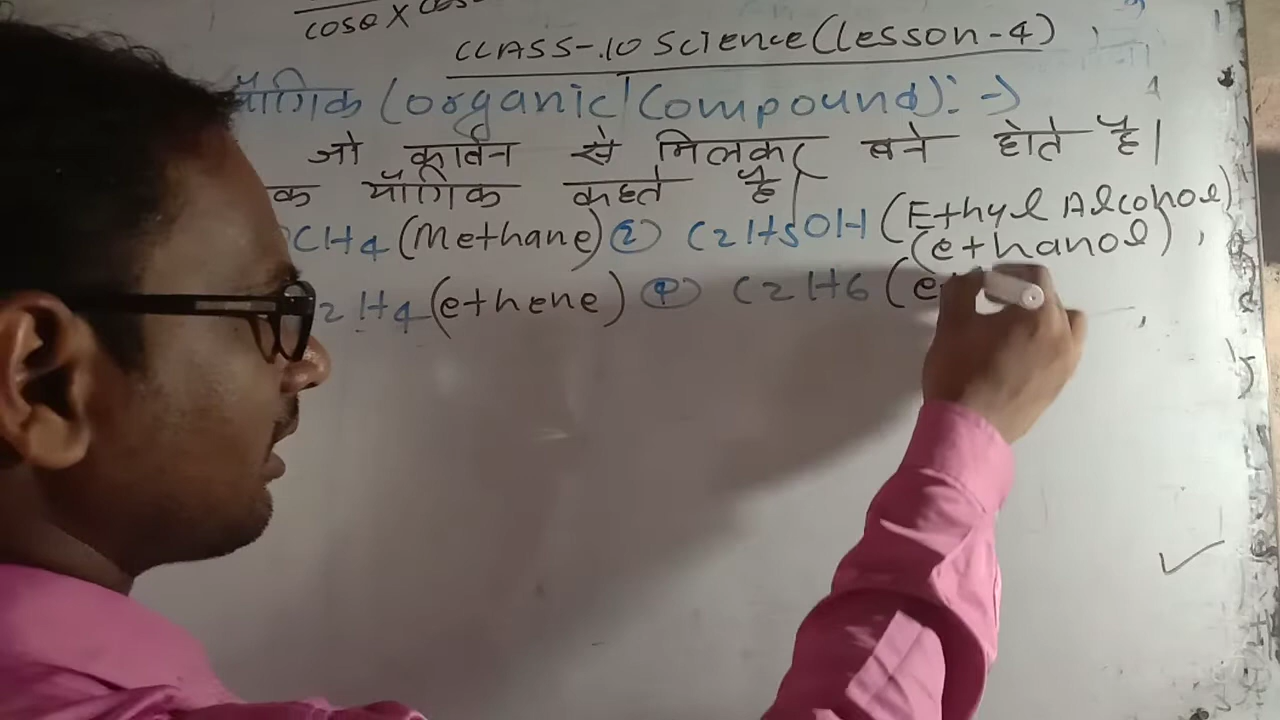 cosθ X cos
CLASS-10 Science (lesson-4)
यौगिक (organic Compound): →
जो कार्बन से मिलकर बने होते है।
क यौगिक कहते है।
CH4 (Methane) ② C2H5OH (Ethyl Alcohol)
(ethanol),
2H4 (ethene) ④ C2H6 (e